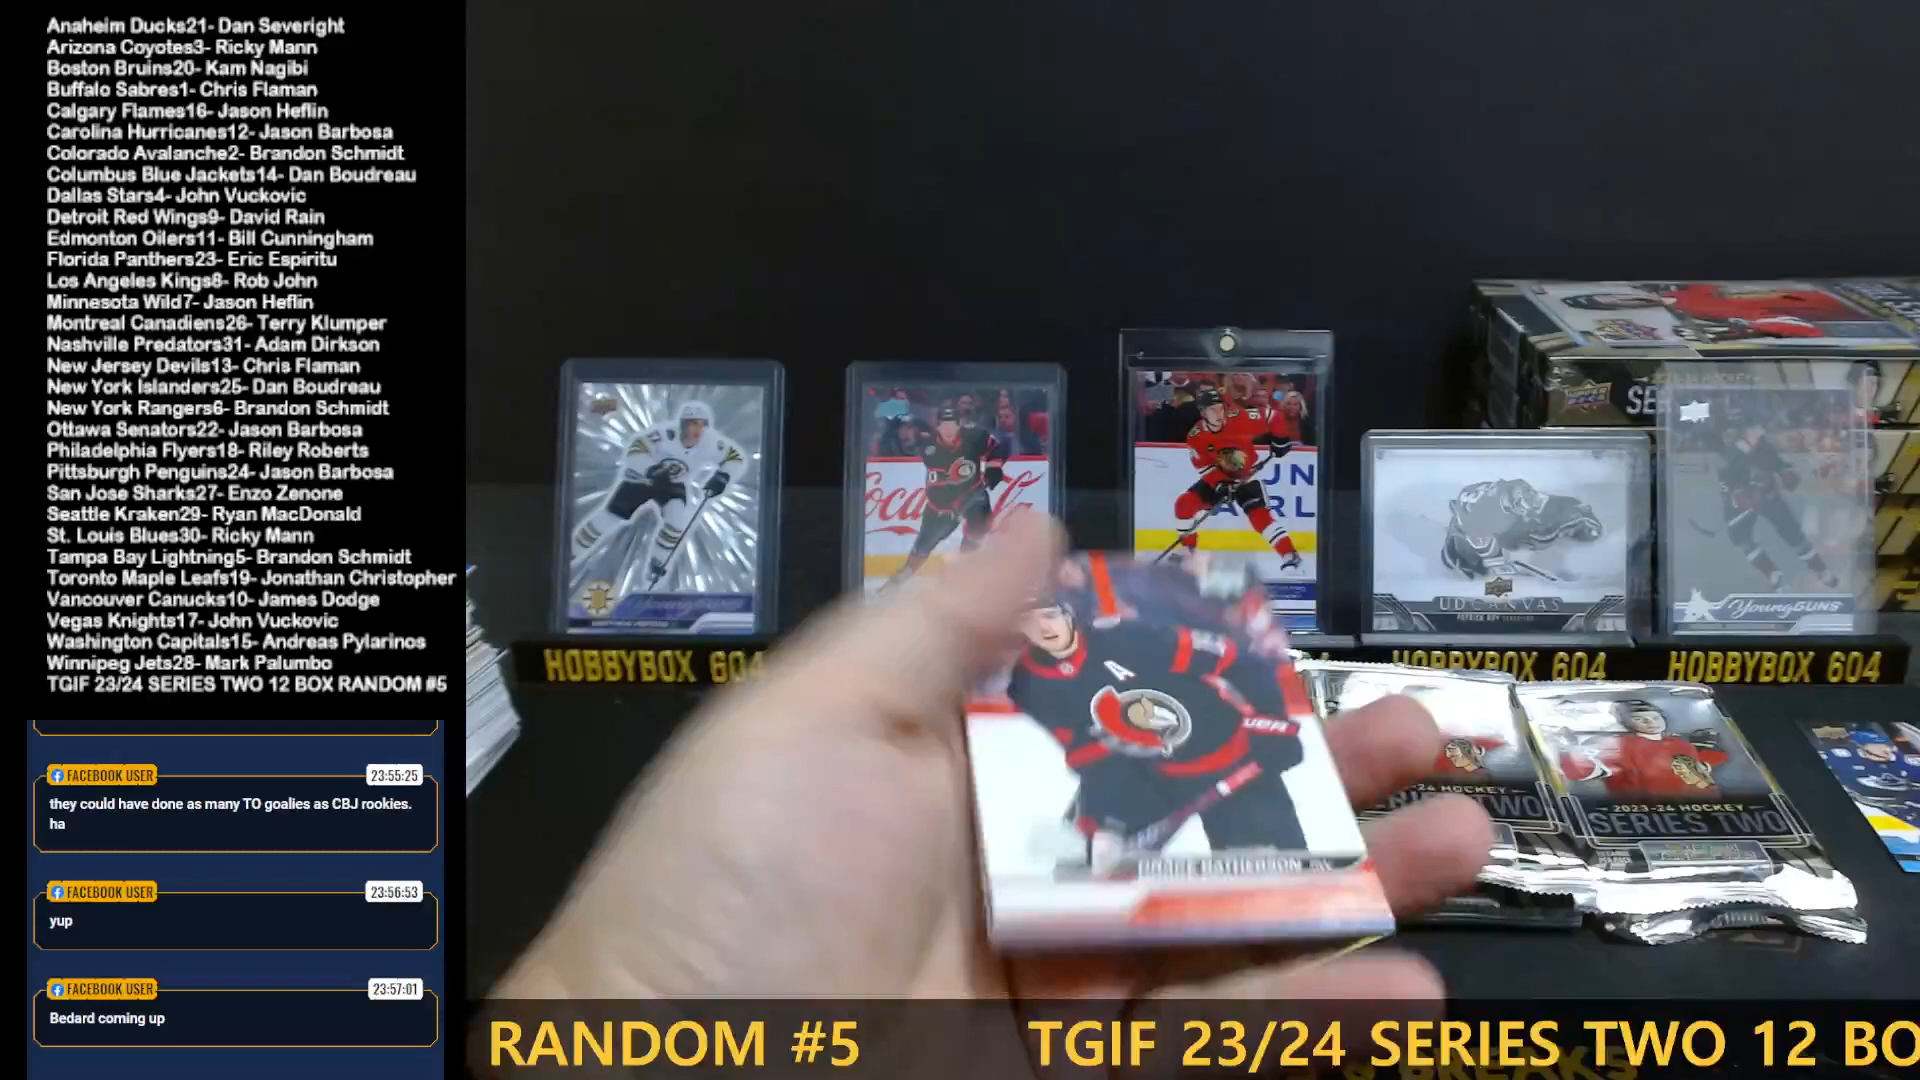 Anaheim Ducks21- Dan Severight
Arizona Coyotes3- Ricky Mann
Boston Bruins20- Kam Nagibi
Buffalo Sabres1- Chris Flaman
Calgary Flames16- Jason Heflin
Carolina Hurricanes12- Jason Barbosa
Colorado Avalanche2- Brandon Schmidt
Columbus Blue Jackets14- Dan Boudreau
Dallas Stars4- John Vuckovic
Detroit Red Wings9- David Rain
Edmonton Oilers11- Bill Cunningham
Florida Panthers23- Eric Espiritu
Los Angeles Kings8- Rob John
Minnesota Wild7- Jason Heflin
Montreal Canadiens26- Terry Klumper
Nashville Predators31- Adam Dirkson
New Jersey Devils13- Chris Flaman
New York Islanders25- Dan Boudreau
New York Rangers6- Brandon Schmidt
Ottawa Senators22- Jason Barbosa
Philadelphia Flyers18- Riley Roberts
Pittsburgh Penguins24- Jason Barbosa
San Jose Sharks27- Enzo Zenone
Seattle Kraken29- Ryan MacDonald
St. Louis Blues30- Ricky Mann
Tampa Bay Lightning5- Brandon Schmidt
Toronto Maple Leafs19- Jonathan Christopher
Vancouver Canucks10- James Dodge
Vegas Knights17- John Vuckovic
Washington Capitals15- Andreas Pylarinos
Winnipeg Jets28- Mark Palumbo
TGIF 23/24 SERIES TWO 12 BOX RANDOM #5
FACEBOOK USER
23:55:25
they could have done as many TO goalies as CBJ rookies.
ha
FACEBOOK USER
23:56:53
yup
FACEBOOK USER
23:57:01
Bedard coming up
Coca-Cola
UD CANVAS
YOUNG GUNS
HOBBYBOX 604
HOBBYBOX 604
HOBBYBOX 604
A
2023-24 HOCKEY
SERIES TWO
RANDOM #5
TGIF 23/24 SERIES TWO 12 BO